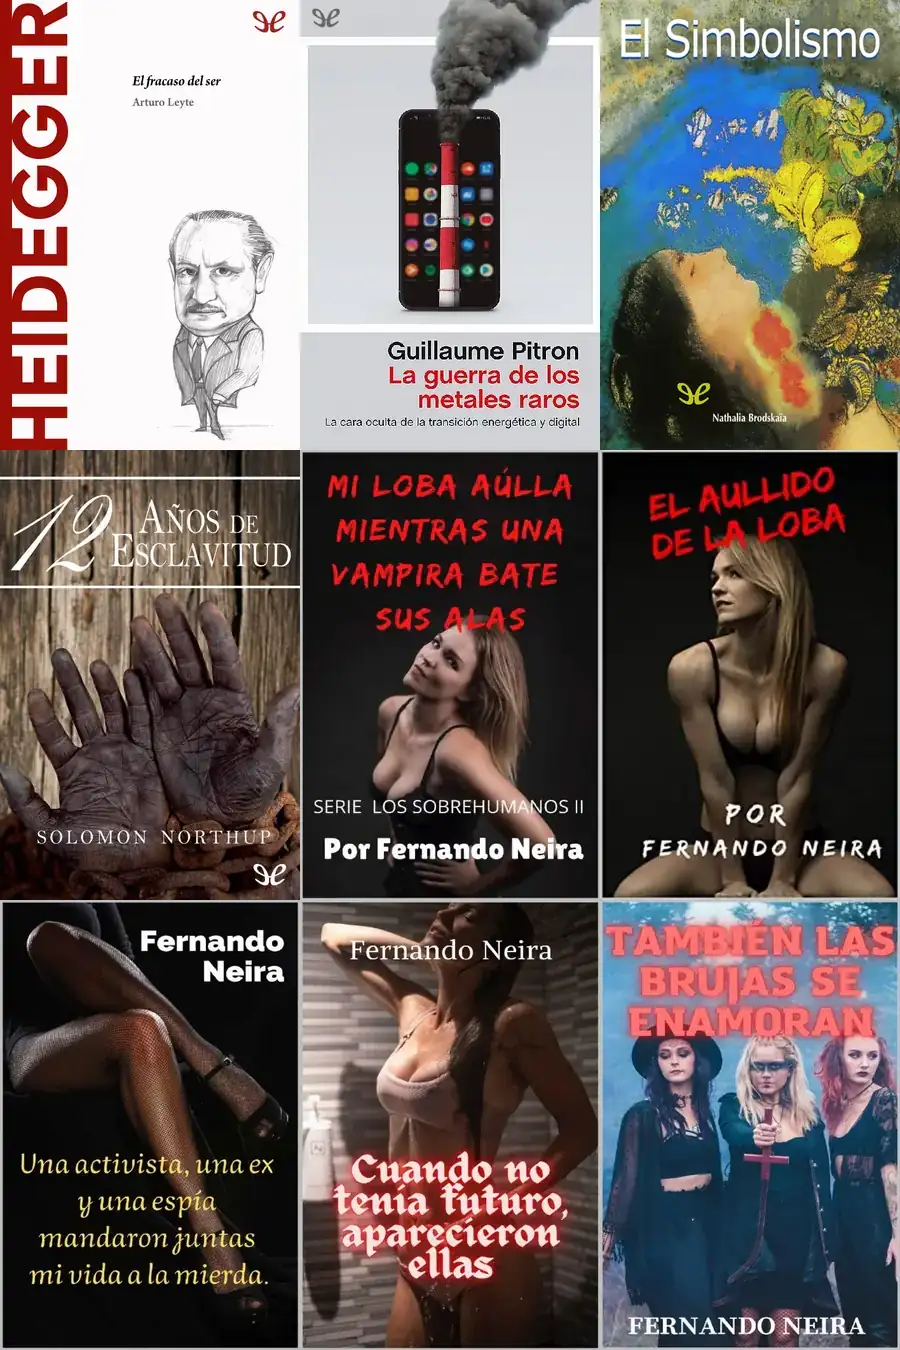 HEIDEGGER
El fracaso del ser
Arturo Leyte
Guillaume Pitron
La guerra de los
metales raros
La cara oculta de la transición energética y digital
El Simbolismo
Nathalia Brodskaïa
12 AÑOS DE
ESCLAVITUD
SOLOMON NORTHUP
MI LOBA AÚLLA
MIENTRAS UNA
VAMPIRA BATE
SUS ALAS
SERIE LOS SOBREHUMANOS II
Por Fernando Neira
EL AULLIDO
DE LA LOBA
POR
FERNANDO NEIRA
Fernando
Neira
Una activista, una ex
y una espía
mandaron juntas
mi vida a la mierda.
Fernando Neira
Cuando no
tenía futuro,
aparecieron
ellas
TAMBIÉN LAS
BRUJAS SE
ENAMORAN
FERNANDO NEIRA